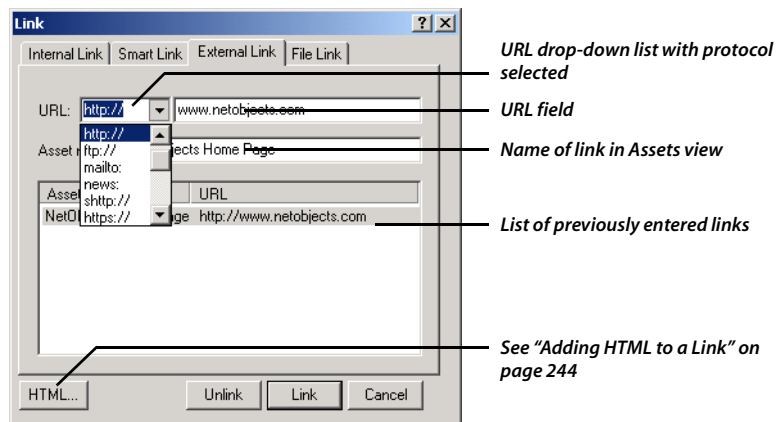 Link
Internal Link Smart Link External Link File Link
URL: http:// www.netobjects.com
http://
ftp://
mailto:
news:
shttp://
https://
Asset jects Home Page
Asset URL
NetO ge http://www.netobjects.com
HTML... Unlink Link Cancel
URL drop-down list with protocol
selected
URL field
Name of link in Assets view
List of previously entered links
See “Adding HTML to a Link” on
page 244